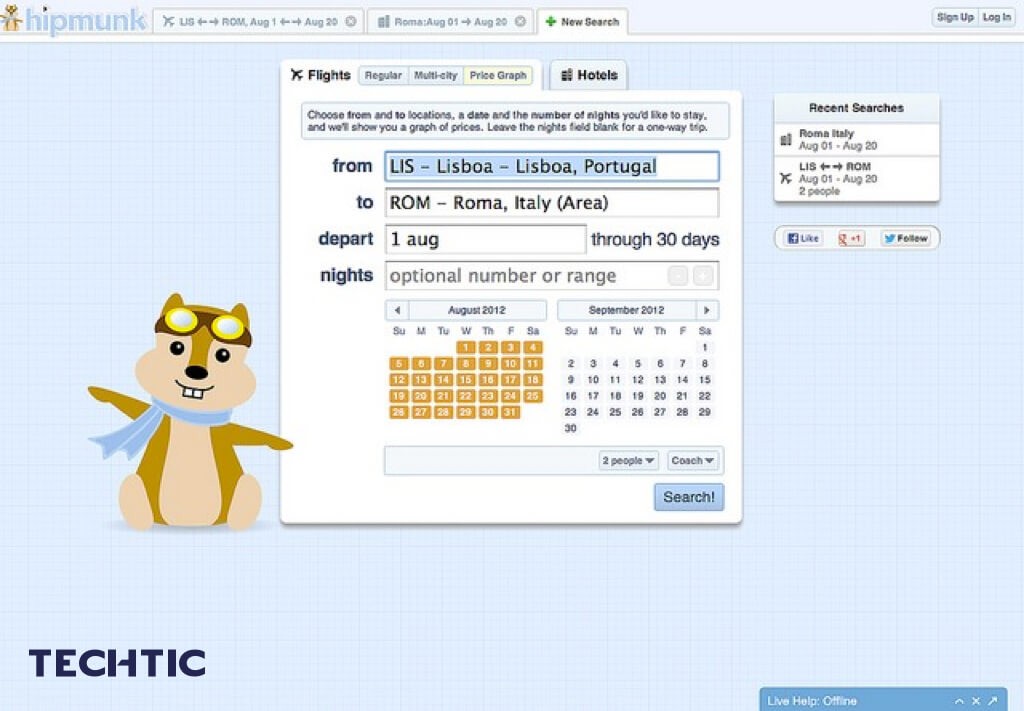 hipmunk
LIS ←→ ROM, Aug 1 ←→ Aug 20
Roma:Aug 01 → Aug 20
New Search
Sign Up
Log In
Flights
Regular
Multi-city
Price Graph
Hotels
Choose from and to locations, a date and the number of nights you'd like to stay,
and we'll show you a graph of prices. Leave the nights field blank for a one-way trip.
from LIS – Lisboa – Lisboa, Portugal
to ROM – Roma, Italy (Area)
depart 1 aug through 30 days
nights optional number or range - +
August 2012
Su M Tu W Th F Sa
1 2 3 4
5 6 7 8 9 10 11
12 13 14 15 16 17 18
19 20 21 22 23 24 25
26 27 28 29 30 31
September 2012
Su M Tu W Th F Sa
1
2 3 4 5 6 7 8
9 10 11 12 13 14 15
16 17 18 19 20 21 22
23 24 25 26 27 28 29
30
2 people
Coach
Search!
Recent Searches
Roma Italy
Aug 01 - Aug 20
LIS ←→ ROM
Aug 01 - Aug 20
2 people
Like
+1
Follow
TECHTIC
Live Help: Offline